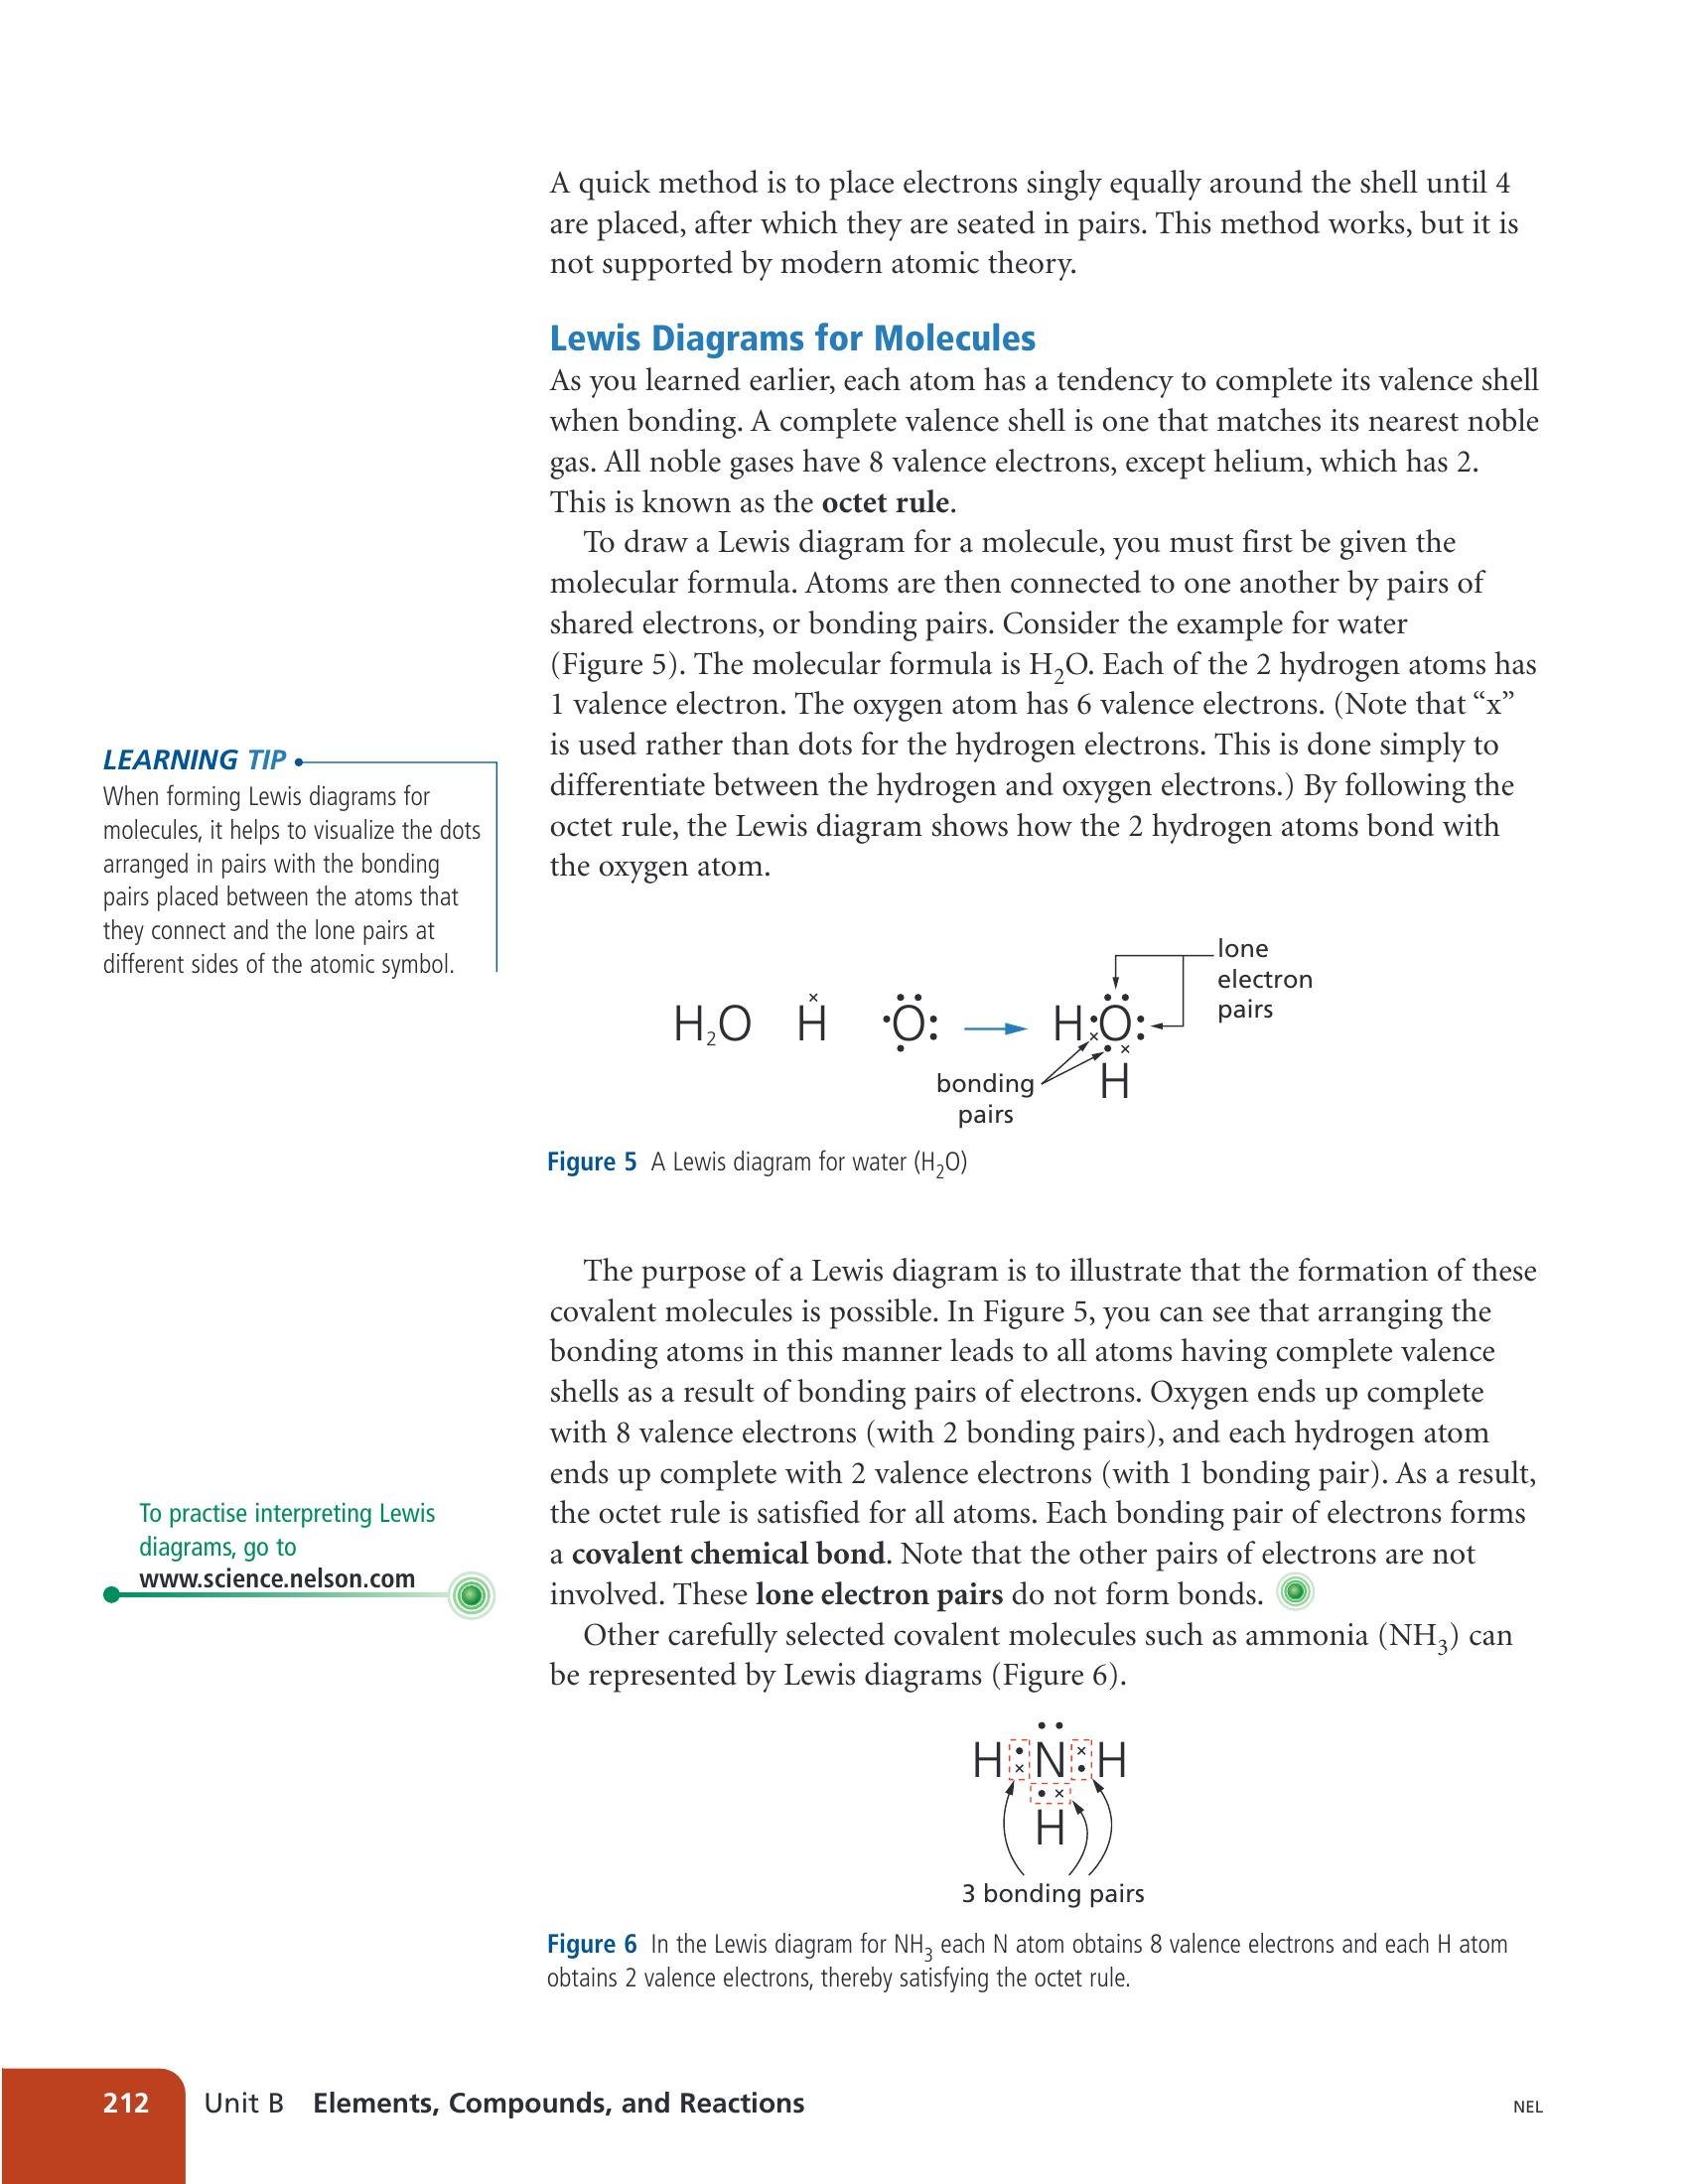 A quick method is to place electrons singly equally around the shell until 4
are placed, after which they are seated in pairs. This method works, but it is
not supported by modern atomic theory.
Lewis Diagrams for Molecules
As you learned earlier, each atom has a tendency to complete its valence shell
when bonding. A complete valence shell is one that matches its nearest noble
gas. All noble gases have 8 valence electrons, except helium, which has 2.
This is known as the octet rule.
To draw a Lewis diagram for a molecule, you must first be given the
molecular formula. Atoms are then connected to one another by pairs of
shared electrons, or bonding pairs. Consider the example for water
(Figure 5). The molecular formula is H₂O. Each of the 2 hydrogen atoms has
1 valence electron. The oxygen atom has 6 valence electrons. (Note that “x”
is used rather than dots for the hydrogen electrons. This is done simply to
differentiate between the hydrogen and oxygen electrons.) By following the
octet rule, the Lewis diagram shows how the 2 hydrogen atoms bond with
the oxygen atom.
LEARNING TIP
When forming Lewis diagrams for
molecules, it helps to visualize the dots
arranged in pairs with the bonding
pairs placed between the atoms that
they connect and the lone pairs at
different sides of the atomic symbol.
lone
electron
pairs
H₂O H O H O
H
bonding
pairs
Figure 5 A Lewis diagram for water (H₂O)
The purpose of a Lewis diagram is to illustrate that the formation of these
covalent molecules is possible. In Figure 5, you can see that arranging the
bonding atoms in this manner leads to all atoms having complete valence
shells as a result of bonding pairs of electrons. Oxygen ends up complete
with 8 valence electrons (with 2 bonding pairs), and each hydrogen atom
ends up complete with 2 valence electrons (with 1 bonding pair). As a result,
the octet rule is satisfied for all atoms. Each bonding pair of electrons forms
a covalent chemical bond. Note that the other pairs of electrons are not
involved. These lone electron pairs do not form bonds.
To practise interpreting Lewis
diagrams, go to
www.science.nelson.com
Other carefully selected covalent molecules such as ammonia (NH₃) can
be represented by Lewis diagrams (Figure 6).
H N H
H
3 bonding pairs
Figure 6 In the Lewis diagram for NH₃ each N atom obtains 8 valence electrons and each H atom
obtains 2 valence electrons, thereby satisfying the octet rule.
212 Unit B Elements, Compounds, and Reactions
NEL